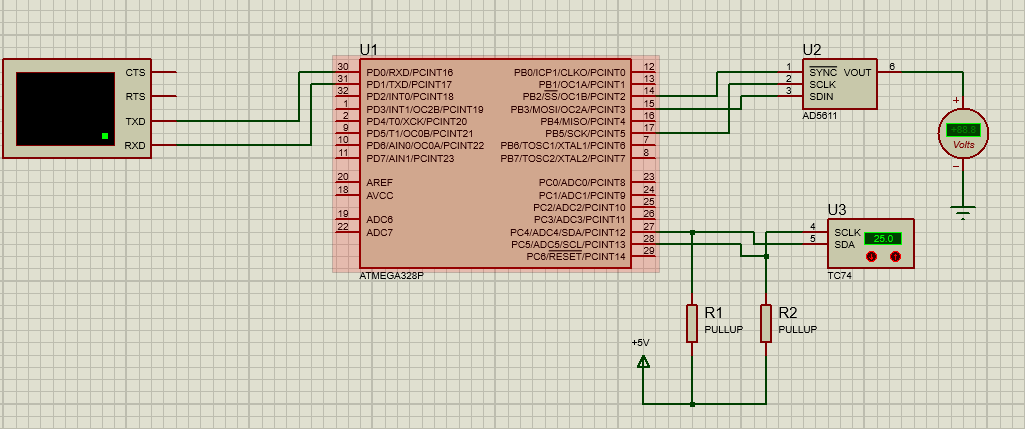 CTS
RTS
TXD
RXD
U1
30 PD0/RXD/PCINT16
31 PD1/TXD/PCINT17
32 PD2/INT0/PCINT18
1 PD3/INT1/OC2B/PCINT19
2 PD4/T0/XCK/PCINT20
9 PD5/T1/OC0B/PCINT21
10 PD6/AIN0/OC0A/PCINT22
11 PD7/AIN1/PCINT23
20 AREF
18 AVCC
19 ADC6
22 ADC7
PB0/ICP1/CLKO/PCINT0 12
PB1/OC1A/PCINT1 13
PB2/SS/OC1B/PCINT2 14
PB3/MOSI/OC2A/PCINT3 15
PB4/MISO/PCINT4 16
PB5/SCK/PCINT5 17
PB6/TOSC1/XTAL1/PCINT6 7
PB7/TOSC2/XTAL2/PCINT7 8
PC0/ADC0/PCINT8 23
PC1/ADC1/PCINT9 24
PC2/ADC2/PCINT10 25
PC3/ADC3/PCINT11 26
PC4/ADC4/SDA/PCINT12 27
PC5/ADC5/SCL/PCINT13 28
PC6/RESET/PCINT14 29
ATMEGA328P
U2
1 SYNC VOUT 6
2 SCLK
3 SDIN
AD5611
+
+88.8
Volts
−
U3
4 SCLK
5 SDA
26.0
TC74
R1
PULLUP
R2
PULLUP
+5V